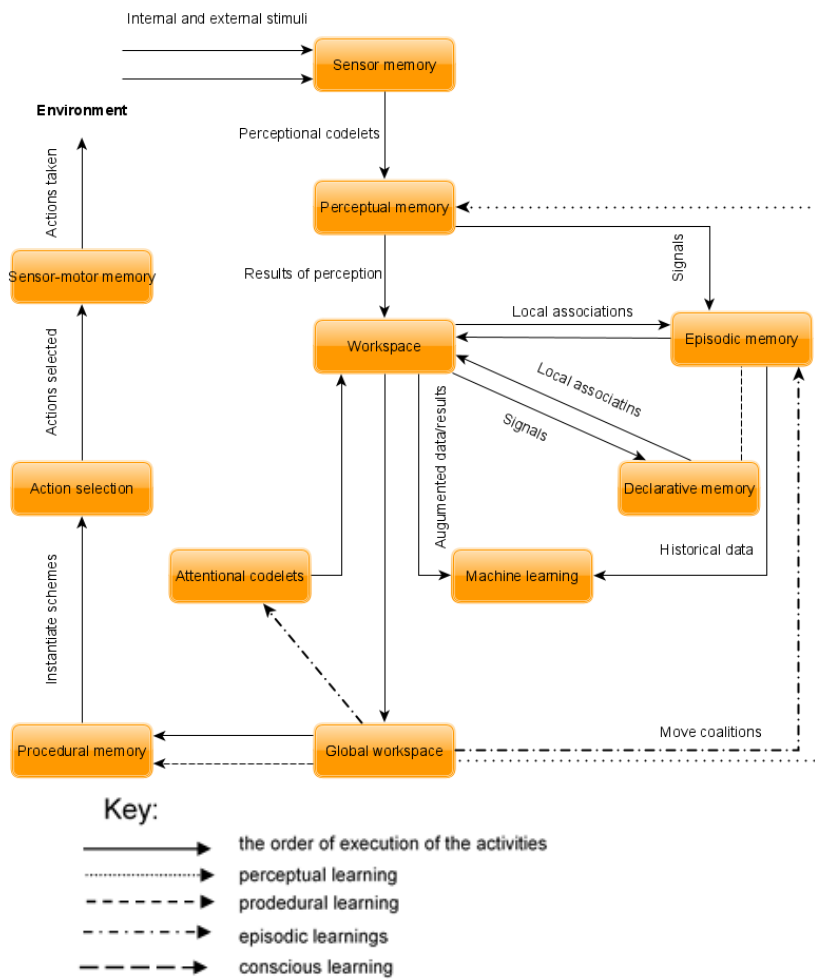 Internal and external stimuli
Sensor memory
Environment
Perceptional codelets
Actions taken
Perceptual memory
Signals
Sensor-motor memory
Results of perception
Local associations
Workspace
Episodic memory
Local associatins
Actions selected
Signals
Augumented data/results
Action selection
Declarative memory
Historical data
Attentional codelets
Machine learning
Instantiate schemes
Move coalitions
Procedural memory
Global workspace
Key:
the order of execution of the activities
perceptual learning
prodedural learning
episodic learnings
conscious learning